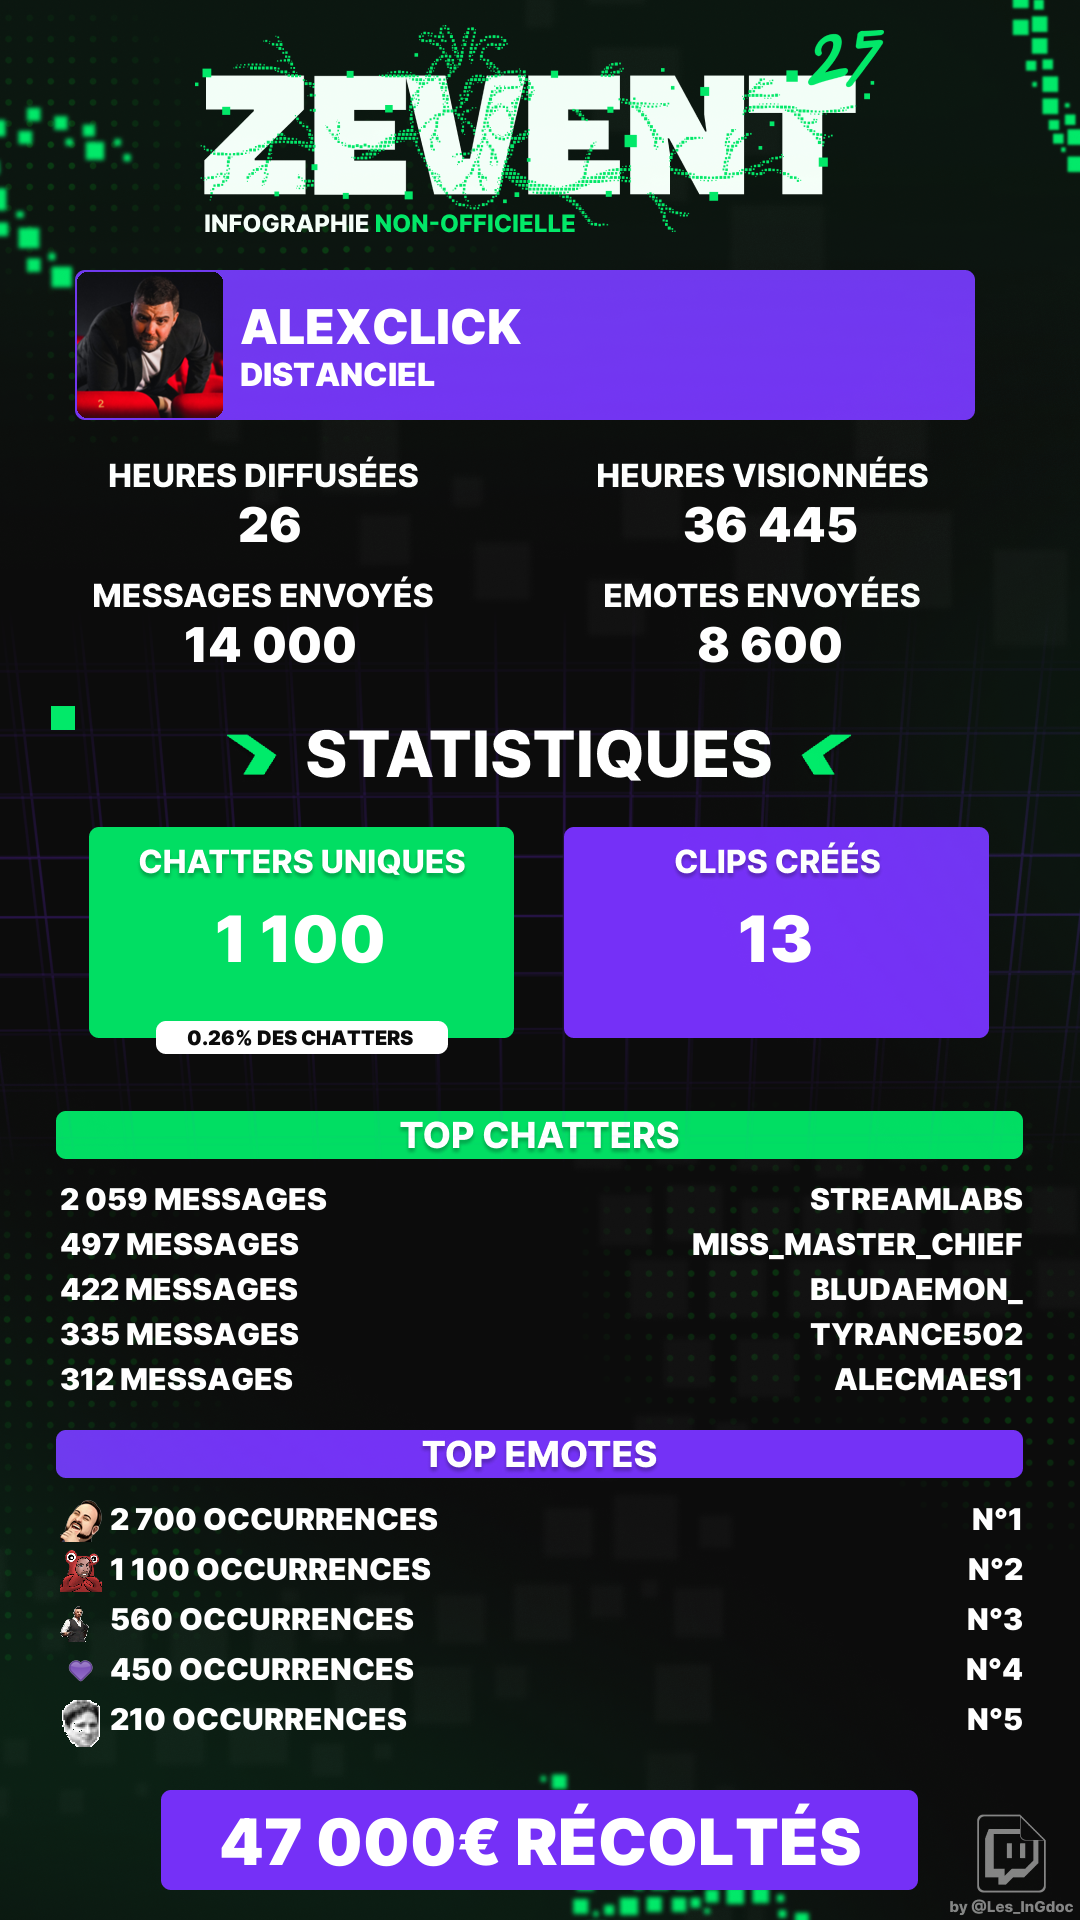 ZEVENT 25
INFOGRAPHIE NON-OFFICIELLE
2
ALEXCLICK
DISTANCIEL
HEURES DIFFUSÉES
26
HEURES VISIONNÉES
36 445
MESSAGES ENVOYÉS
14 000
EMOTES ENVOYÉES
8 600
STATISTIQUES
CHATTERS UNIQUES
1 100
0.26% DES CHATTERS
CLIPS CRÉÉS
13
TOP CHATTERS
2 059 MESSAGES STREAMLABS
497 MESSAGES MISS_MASTER_CHIEF
422 MESSAGES BLUDAEMON_
335 MESSAGES TYRANCE502
312 MESSAGES ALECMAES1
TOP EMOTES
2 700 OCCURRENCES N°1
1 100 OCCURRENCES N°2
560 OCCURRENCES N°3
450 OCCURRENCES N°4
210 OCCURRENCES N°5
47 000€ RÉCOLTÉS
by @Les_InGdoc